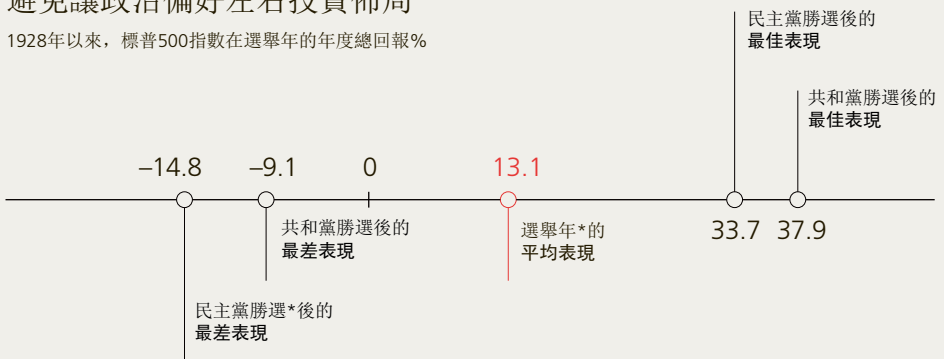 避免讓政治偏好左右投資佈局
1928年以來，標普500指數在選舉年的年度總回報%
民主黨勝選後的
最佳表現
共和黨勝選後的
最佳表現
–14.8
–9.1
0
13.1
共和黨勝選後的
最差表現
選舉年*的
平均表現
33.7
37.9
民主黨勝選*後的
最差表現